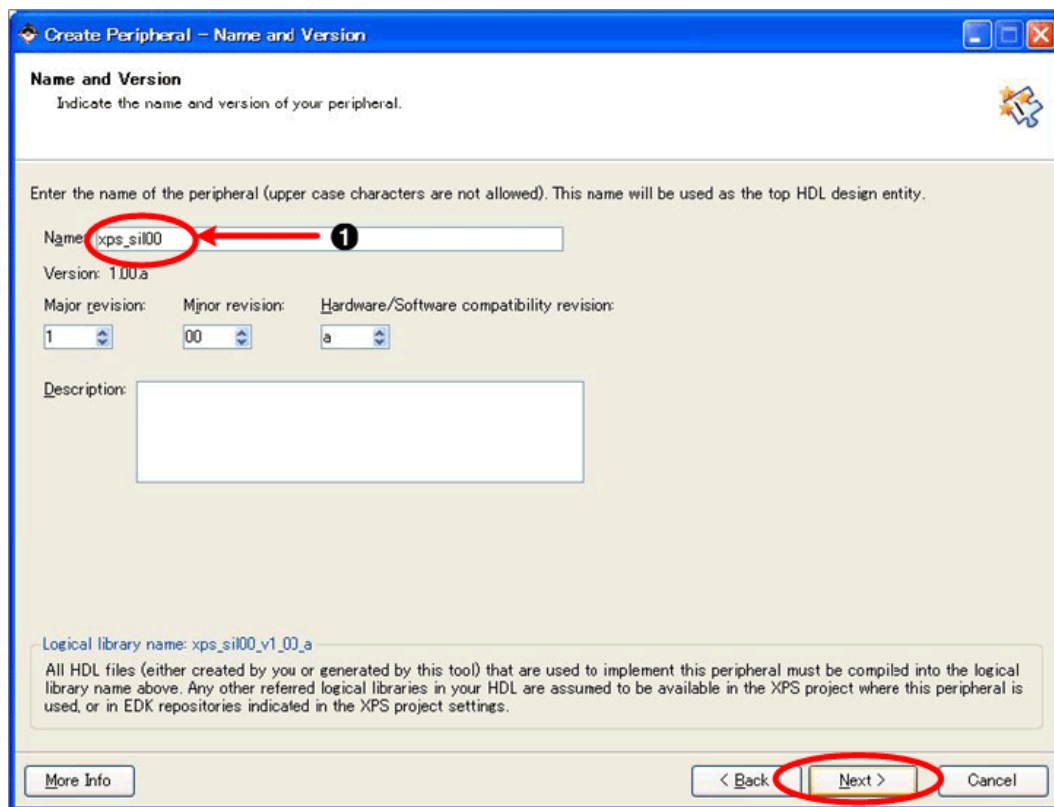 Create Peripheral - Name and Version
Name and Version
Indicate the name and version of your peripheral.
Enter the name of the peripheral (upper case characters are not allowed). This name will be used as the top HDL design entity.
Name: xps_sil00 ❶
Version: 1.00.a
Major revision: Minor revision: Hardware/Software compatibility revision:
1 00 a
Description:
Logical library name: xps_sil00_v1_00_a
All HDL files (either created by you or generated by this tool) that are used to implement this peripheral must be compiled into the logical
library name above. Any other referred logical libraries in your HDL are assumed to be available in the XPS project where this peripheral is
used, or in EDK repositories indicated in the XPS project settings.
More Info < Back Next > Cancel